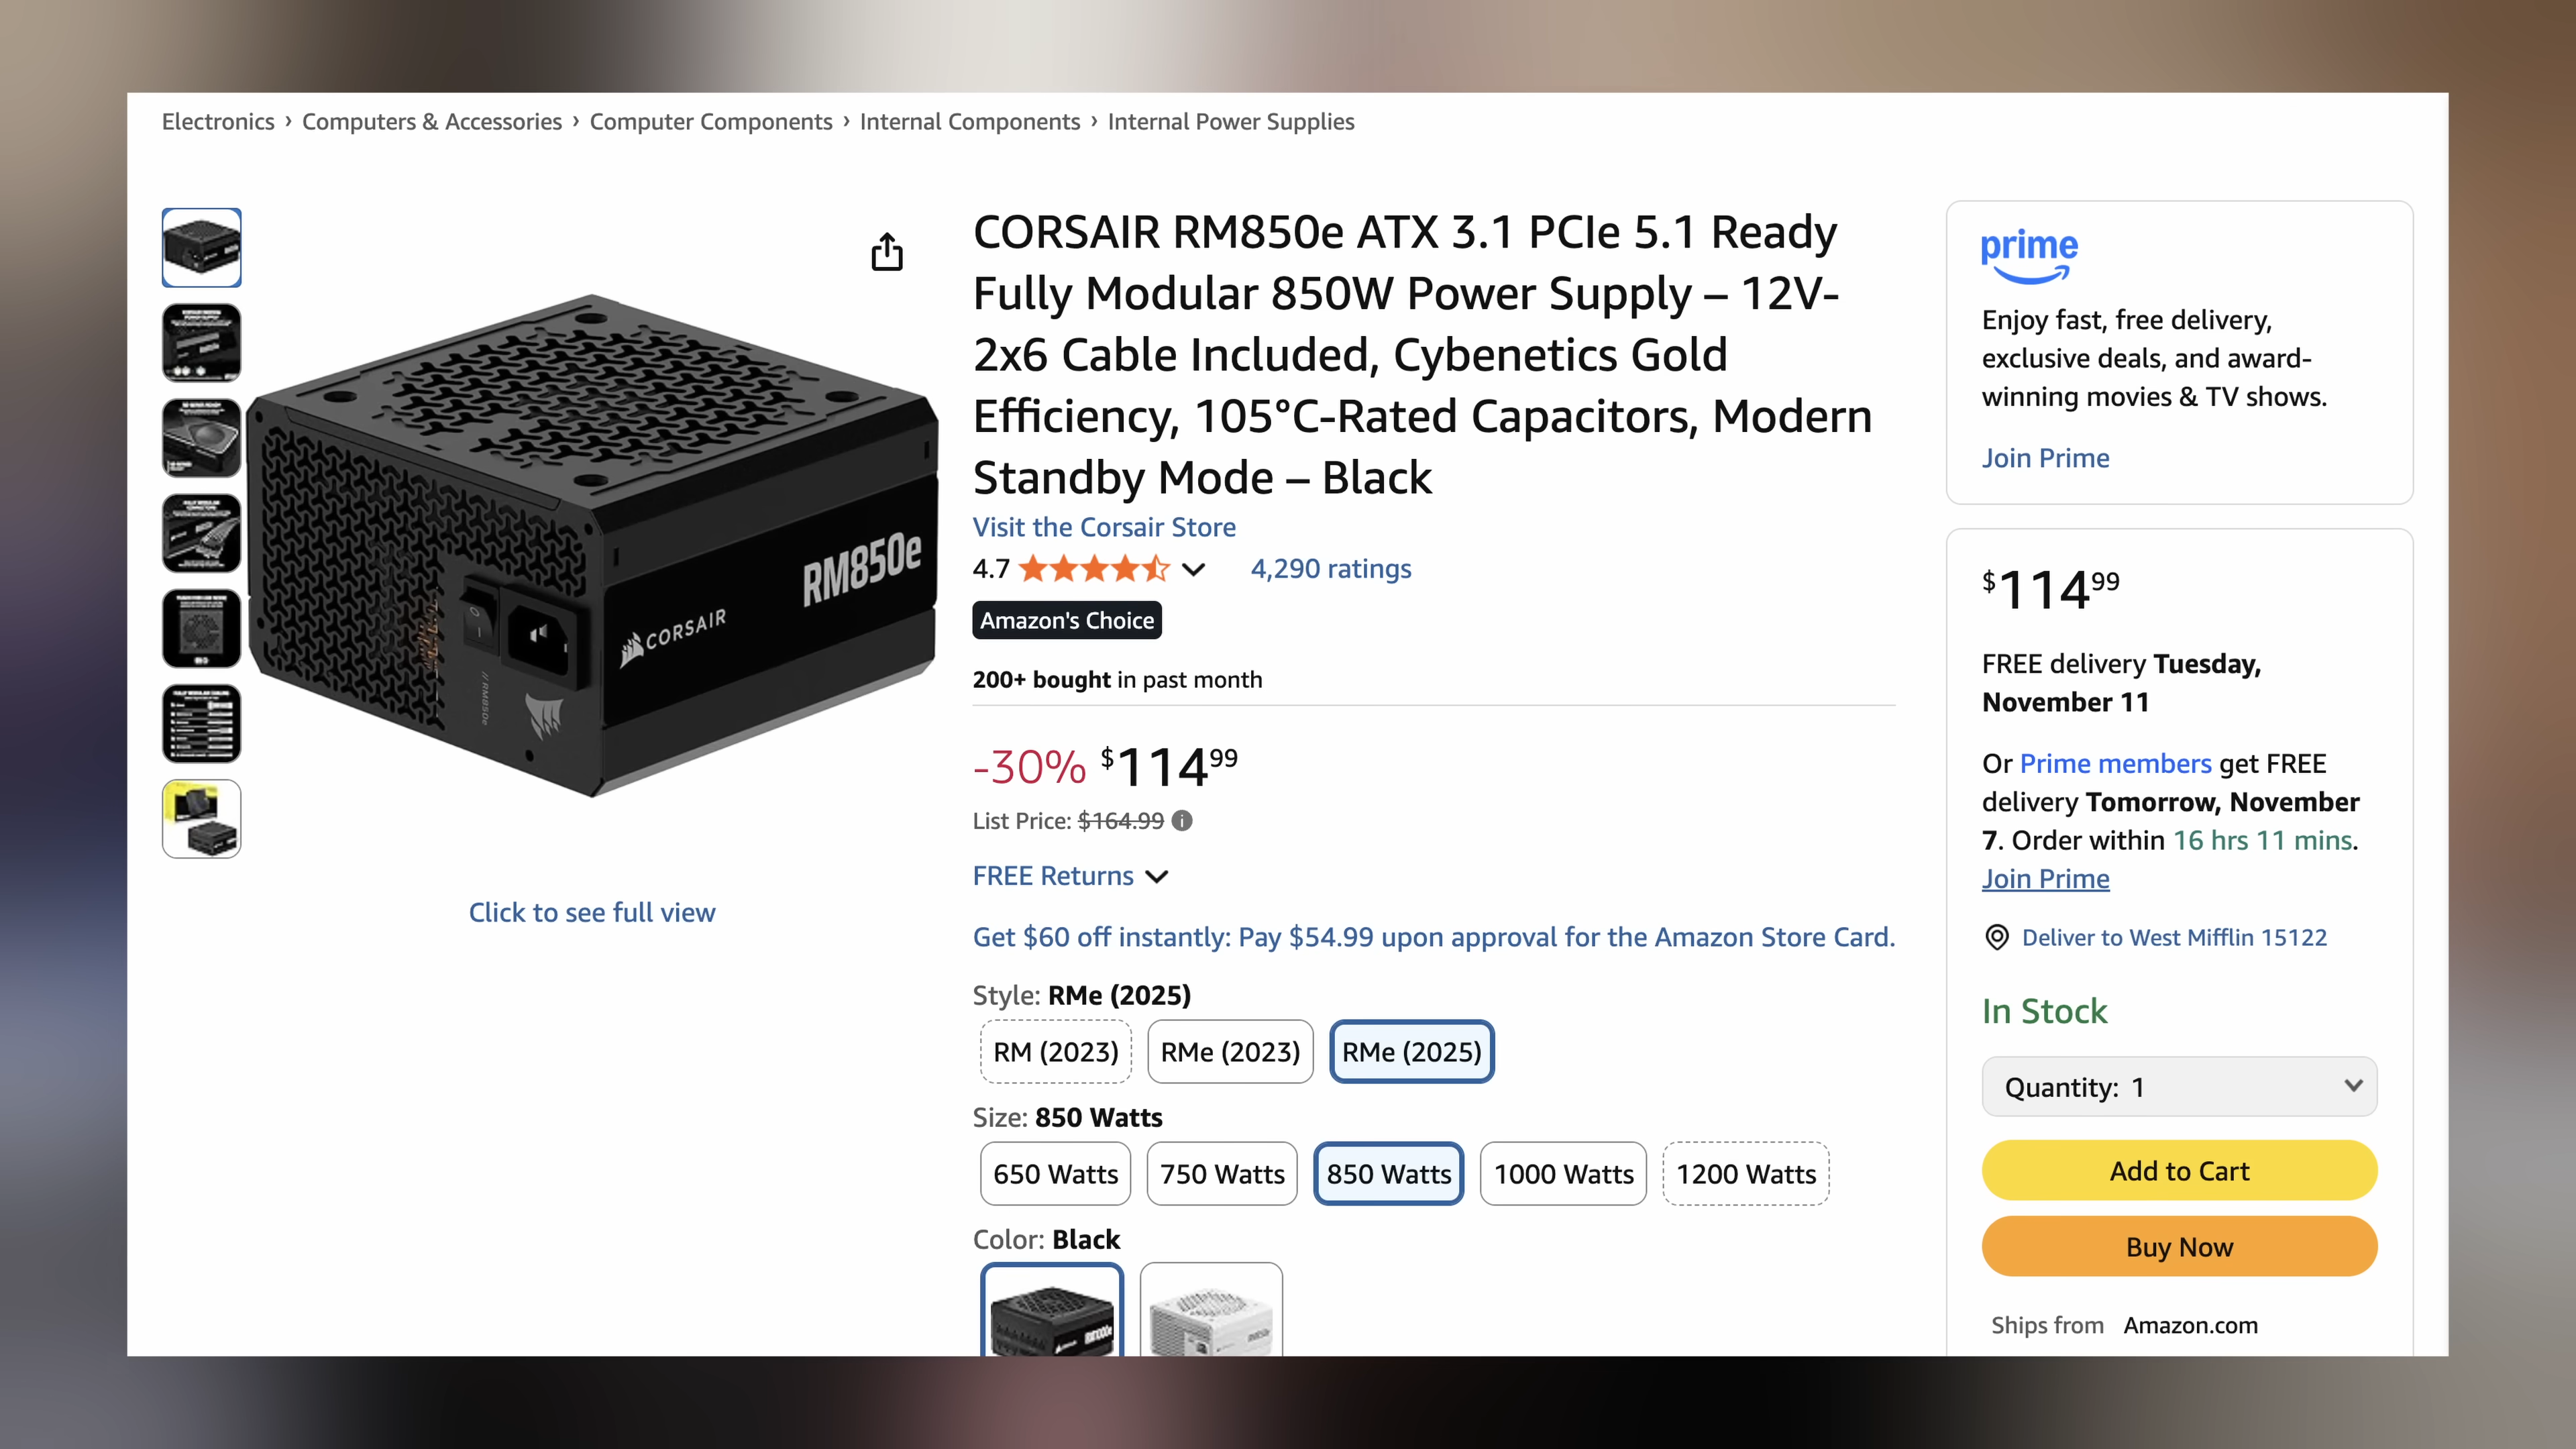 Electronics › Computers & Accessories › Computer Components › Internal Components › Internal Power Supplies
RM850e
CORSAIR
// RM850e
Click to see full view
CORSAIR RM850e ATX 3.1 PCIe 5.1 Ready
Fully Modular 850W Power Supply – 12V-
2x6 Cable Included, Cybenetics Gold
Efficiency, 105°C-Rated Capacitors, Modern
Standby Mode – Black
Visit the Corsair Store
4.7 4,290 ratings
Amazon's Choice
200+ bought in past month
-30% $114 99
List Price: $164.99
FREE Returns
Get $60 off instantly: Pay $54.99 upon approval for the Amazon Store Card.
Style: RMe (2025)
RM (2023) RMe (2023) RMe (2025)
Size: 850 Watts
650 Watts 750 Watts 850 Watts 1000 Watts 1200 Watts
Color: Black
RM1000e
prime
Enjoy fast, free delivery,
exclusive deals, and award-
winning movies & TV shows.
Join Prime
$114 99
FREE delivery Tuesday,
November 11
Or Prime members get FREE
delivery Tomorrow, November
7. Order within 16 hrs 11 mins.
Join Prime
Deliver to West Mifflin 15122
In Stock
Quantity: 1
Add to Cart
Buy Now
Ships from Amazon.com